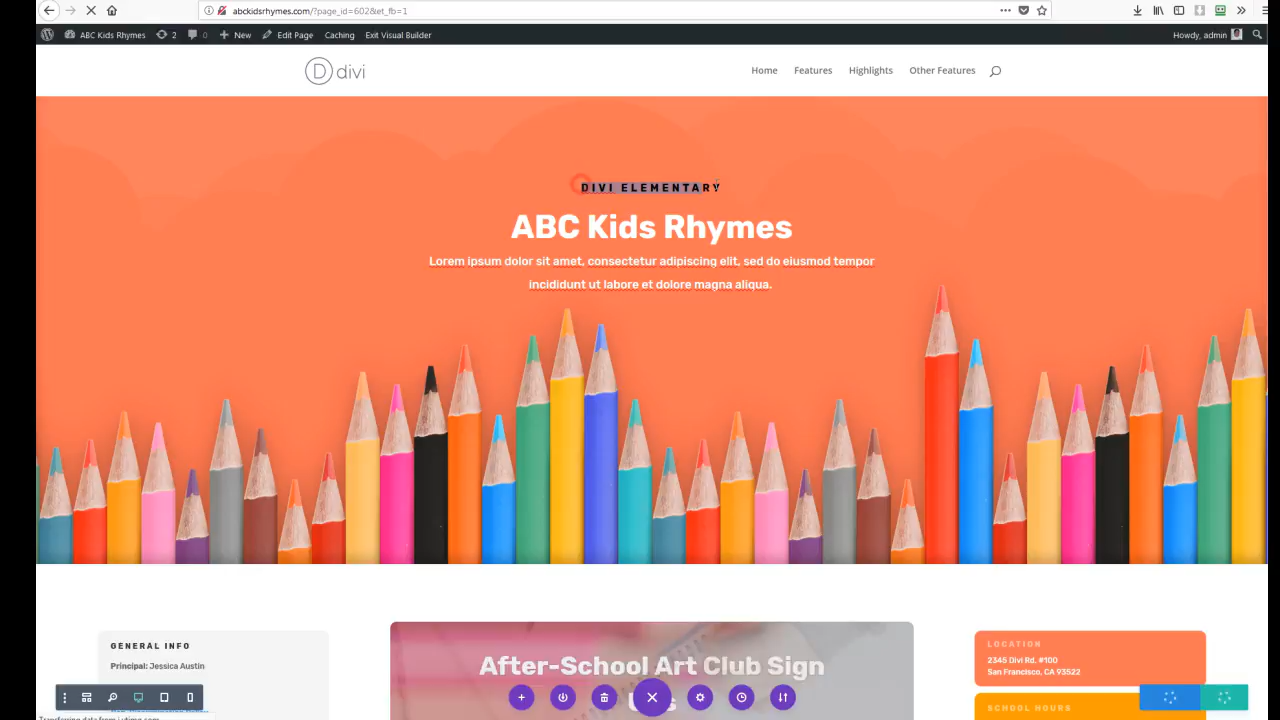 abckidsrhymes.com/?page_id=602&et_fb=1
ABC Kids Rhymes 2 0 New Edit Page Caching Exit Visual Builder Howdy, admin
D divi Home Features Highlights Other Features
DIVI ELEMENTARY
ABC Kids Rhymes
Lorem ipsum dolor sit amet, consectetur adipiscing elit, sed do eiusmod tempor
incididunt ut labore et dolore magna aliqua.
GENERAL INFO
Principal: Jessica Austin
After-School Art Club Sign
LOCATION
2345 Divi Rd. #100
San Francisco, CA 93522
SCHOOL HOURS